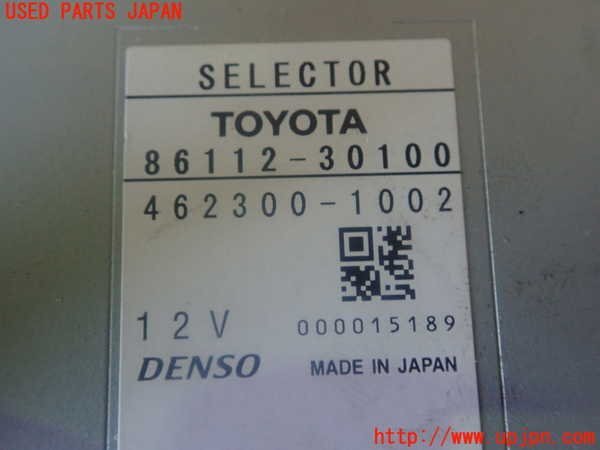 USED PARTS JAPAN
SELECTOR
TOYOTA
86112-30100
462300-1002
12V
000015189
DENSO
MADE IN JAPAN
http://www.upjpn.com/